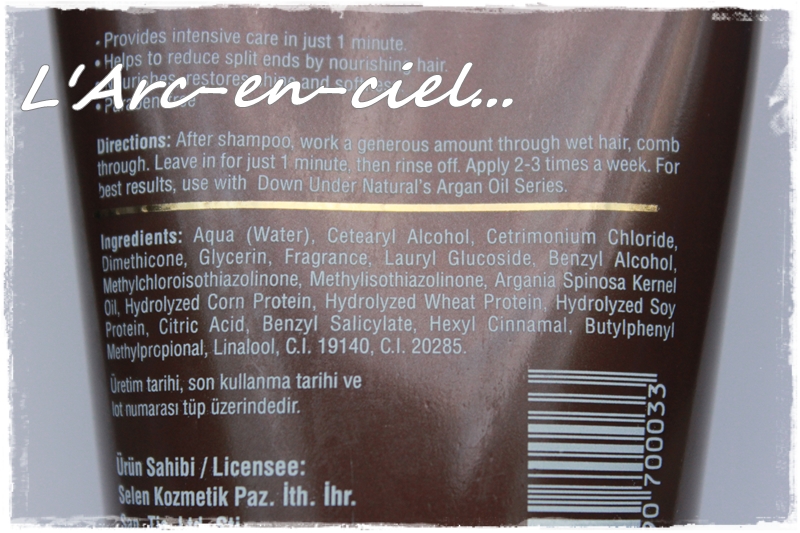 • Provides intensive care in just 1 minute.
• Helps to reduce split ends by nourishing hair.
L'Arc-en-ciel...
Directions: After shampoo, work a generous amount through wet hair, comb
through. Leave in for just 1 minute, then rinse off. Apply 2-3 times a week. For
best results, use with Down Under Natural's Argan Oil Series.
Ingredients: Aqua (Water), Cetearyl Alcohol, Cetrimonium Chloride,
Dimethicone, Glycerin, Fragrance, Lauryl Glucoside, Benzyl Alcohol,
Methylchloroisothiazolinone, Methylisothiazolinone, Argania Spinosa Kernel
Oil, Hydrolyzed Corn Protein, Hydrolyzed Wheat Protein, Hydrolyzed Soy
Protein, Citric Acid, Benzyl Salicylate, Hexyl Cinnamal, Butylphenyl
Methylpropional, Linalool, C.I. 19140, C.I. 20285.
Üretim tarihi, son kullanma tarihi ve
lot numarası tüp üzerindedir.
Ürün Sahibi / Licensee:
Selen Kozmetik Paz. İth. İhr.
700033